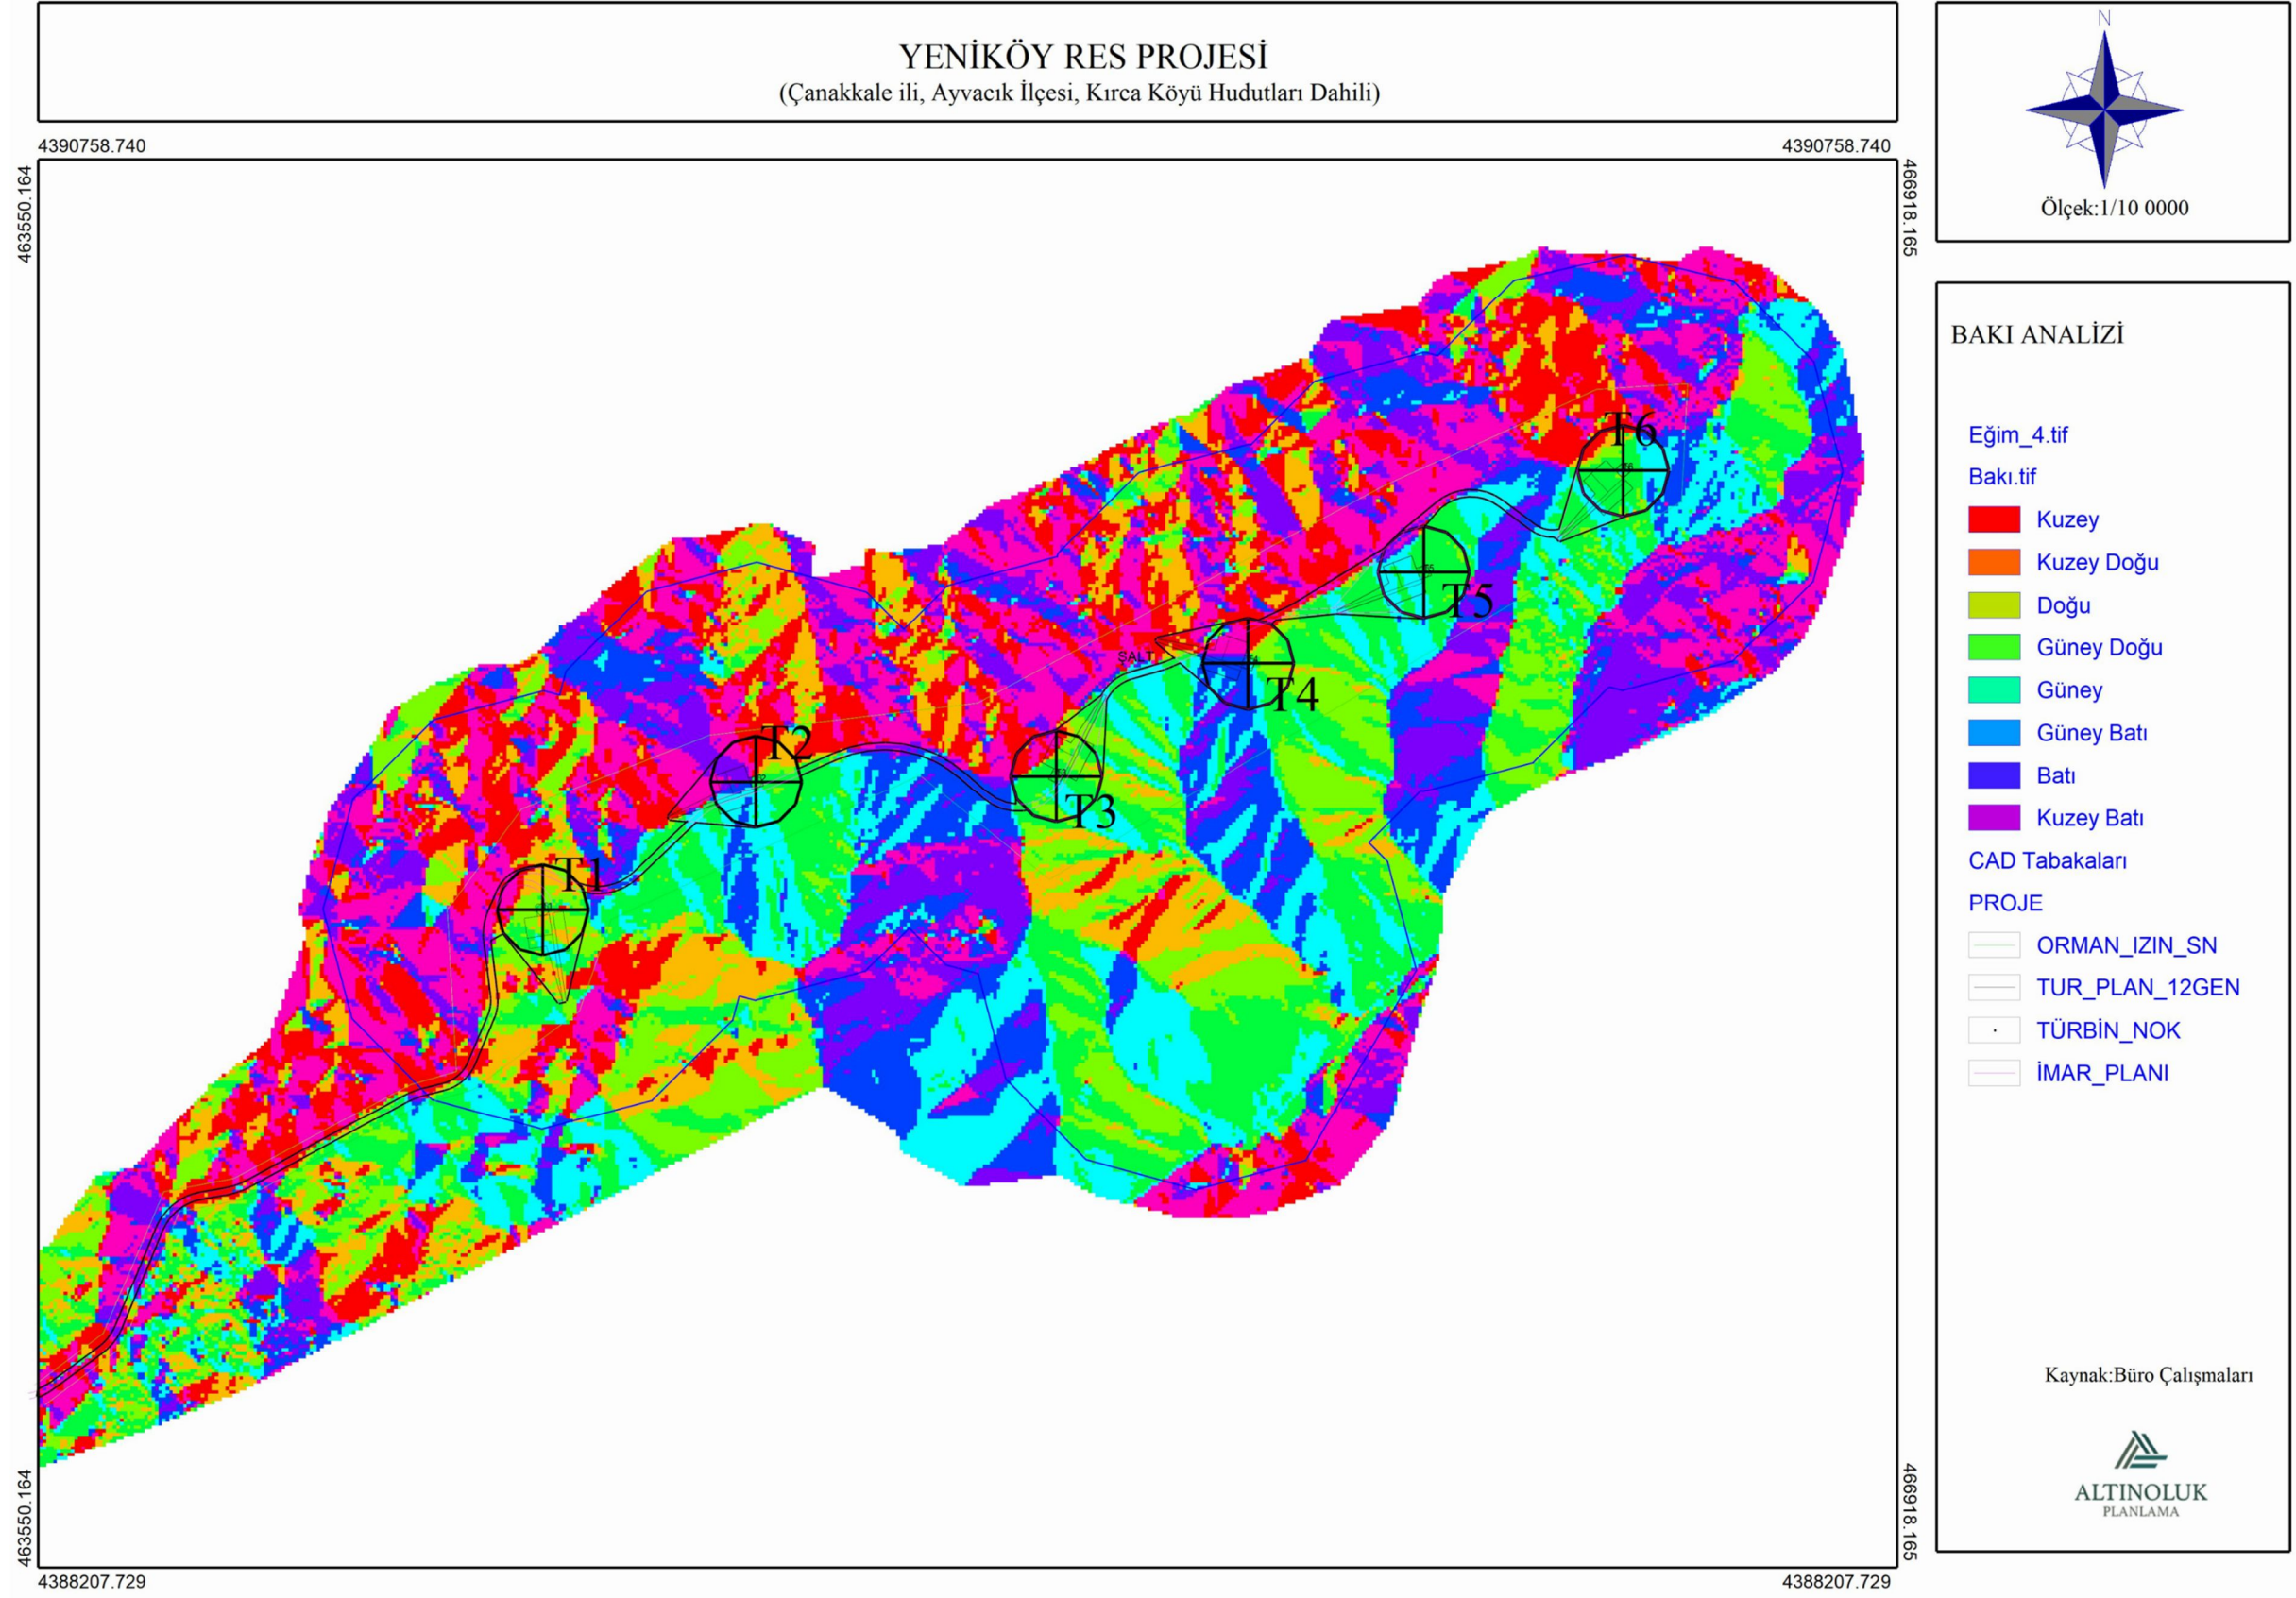 YENİKÖY RES PROJESİ
(Çanakkale ili, Ayvacık İlçesi, Kırca Köyü Hudutları Dahili)
4390758.740
4390758.740
463550.164
466918.165
T6
T5
ŞALT
T4
T2
T3
T1
463550.164
466918.165
4388207.729
4388207.729
N
Ölçek:1/10 0000
BAKI ANALİZİ
Eğim_4.tif
Bakı.tif
Kuzey
Kuzey Doğu
Doğu
Güney Doğu
Güney
Güney Batı
Batı
Kuzey Batı
CAD Tabakaları
PROJE
ORMAN_IZIN_SN
TUR_PLAN_12GEN
TÜRBİN_NOK
İMAR_PLANI
Kaynak:Büro Çalışmaları
ALTINOLUK
PLANLAMA